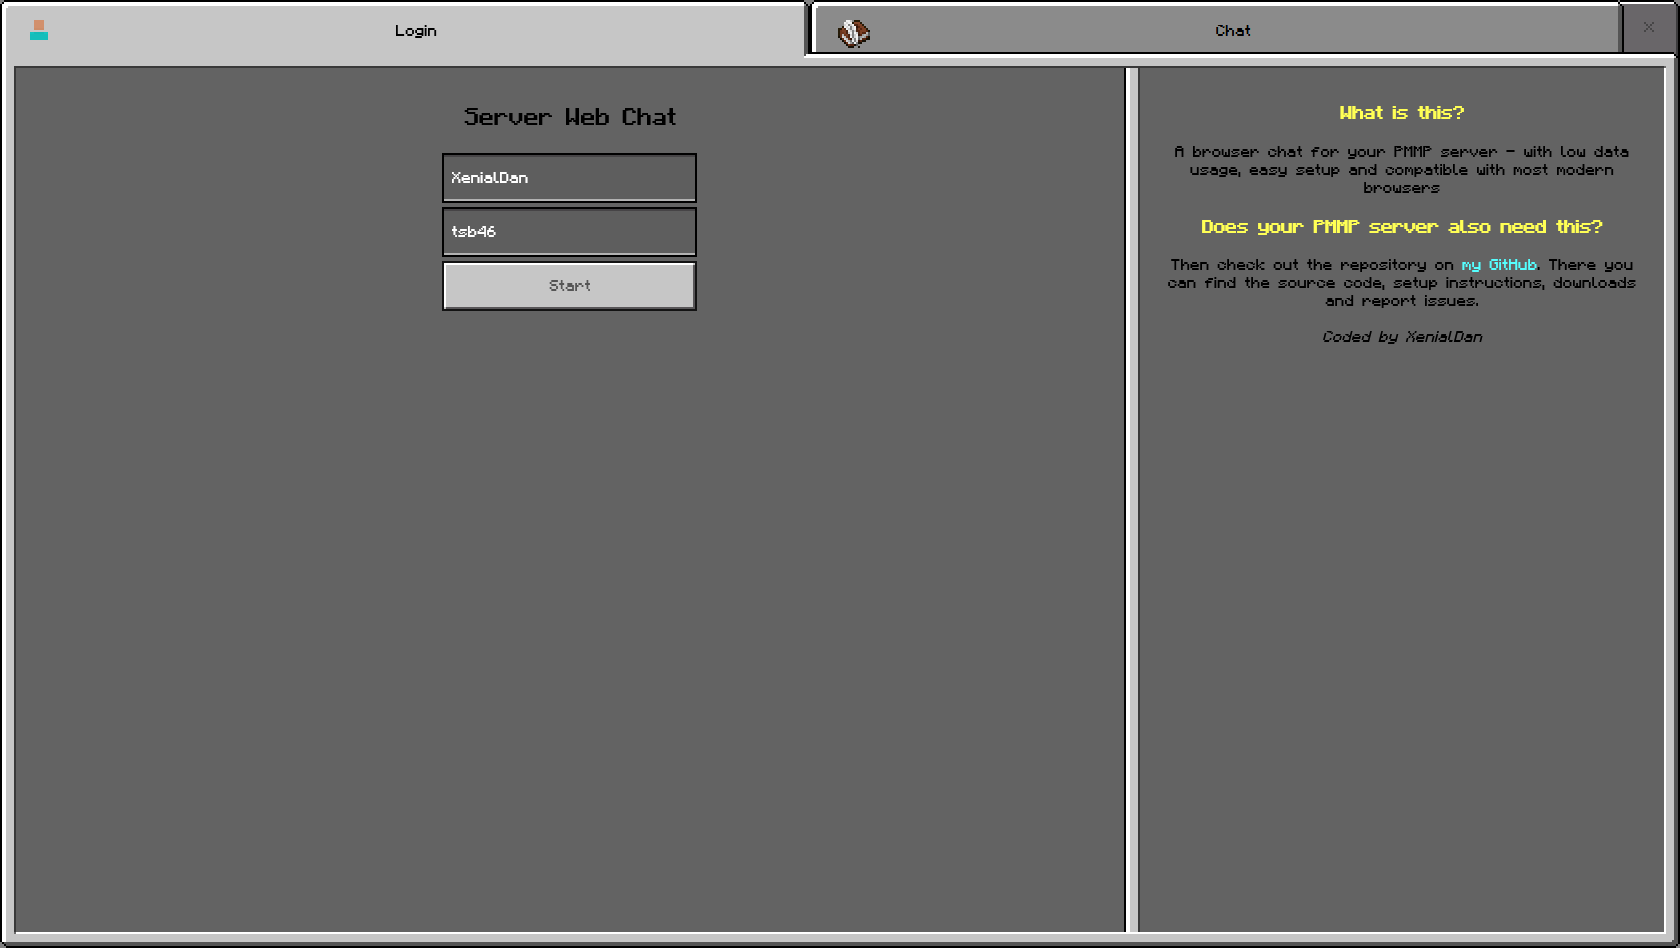 Login
Chat
Server Web Chat
XenialDan
tsb46
Start
What is this?
A browser chat for your PMMP server - with low data
usage, easy setup and compatible with most modern
browsers
Does your PMMP server also need this?
Then check out the repository on my GitHub. There you
can find the source code, setup instructions, downloads
and report issues.
Coded by XenialDan